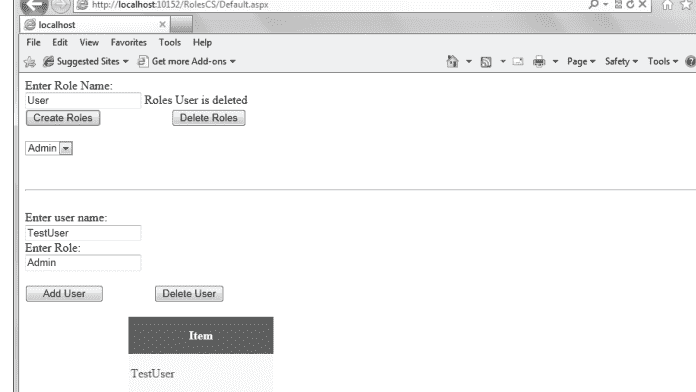 http://localhost:10152/RolesCS/Default.aspx
localhost
File Edit View Favorites Tools Help
Suggested Sites Get more Add-ons Page Safety Tools
Enter Role Name:
User Roles User is deleted
Create Roles Delete Roles
Admin
Enter user name:
TestUser
Enter Role:
Admin
Add User Delete User
Item
TestUser